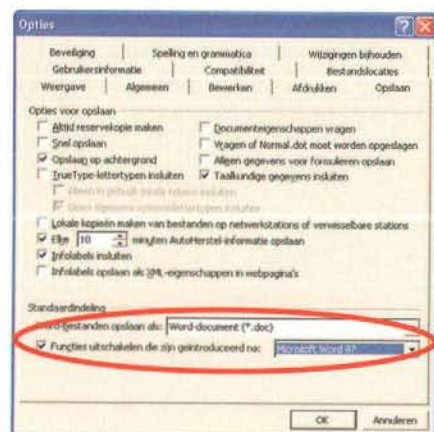 Opties
Beveiliging Spelling en grammatica Wijzigingen bijhouden
Gebruikersinformatie Compatibiliteit Bestandslocaties
Weergave Algemeen Bewerken Afdrukken Opslaan
Opties voor opslaan
Altijd reservekopie maken
Documenteigenschappen vragen
Snel opslaan
Vragen of Normal.dot moet worden opgeslagen
Opslaan op achtergrond
Alleen gegevens voor formulieren opslaan
TrueType-lettertypen insluiten
Taalkundige gegevens insluiten
Lokale kopieën maken van bestanden op netwerkstations of verwisselbare stations
Elke 10 minuten AutoHerstel-informatie opslaan
Infolabels insluiten
Infolabels opslaan als XML-eigenschappen in webpagina's
Standaardindeling
Word-bestanden opslaan als: Word-document (*.doc)
Functies uitschakelen die zijn geïntroduceerd na: Microsoft Word 97
OK Annuleren